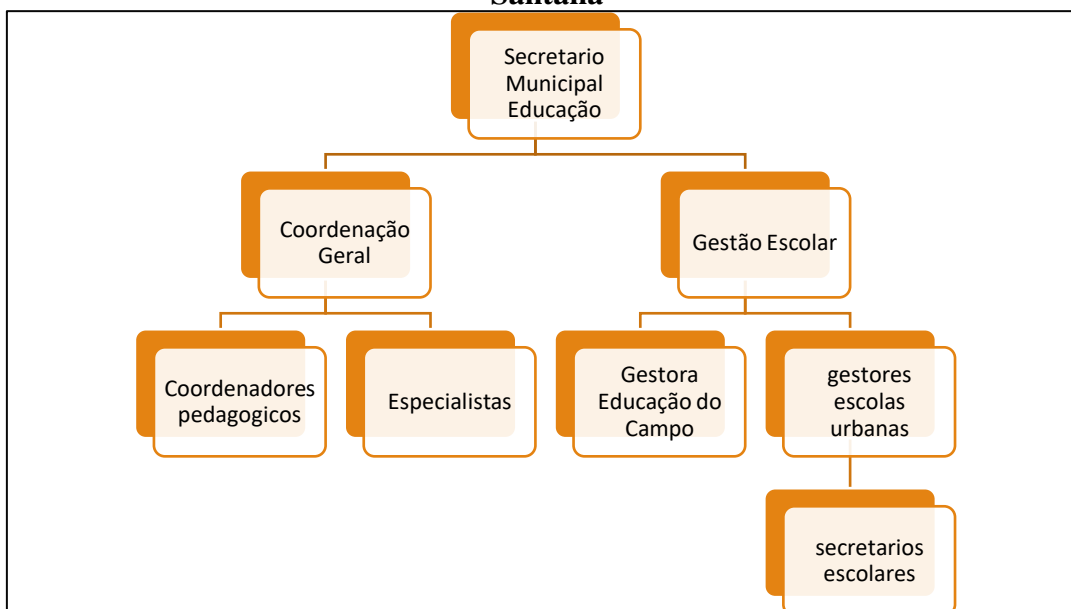 Santana
Secretario
Municipal
Educação
Coordenação
Geral
Gestão Escolar
Coordenadores
pedagogicos
Especialistas
Gestora
Educação do
Campo
gestores
escolas
urbanas
secretarios
escolares